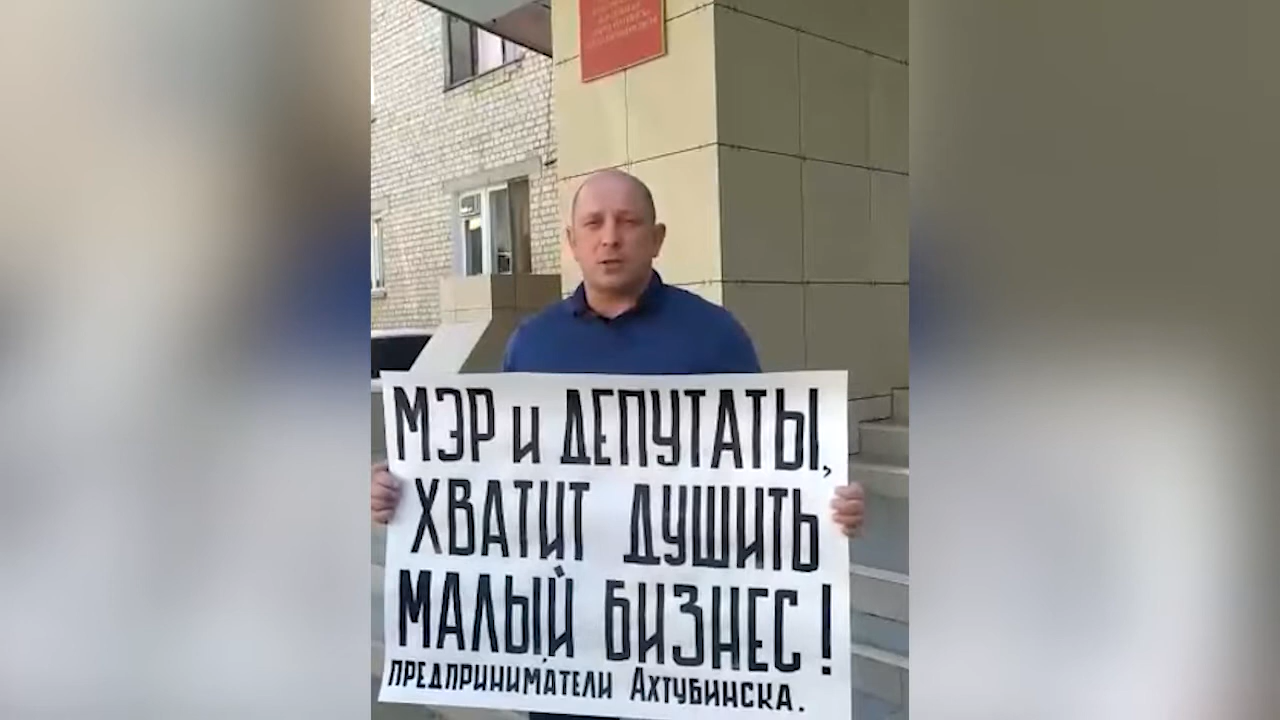 МЭР и ДЕПУТАТЫ,
ХВАТИТ ДУШИТЬ
МАЛЫЙ БИЗНЕС!
ПРЕДПРИНИМАТЕЛИ АХТУБИНСКА.